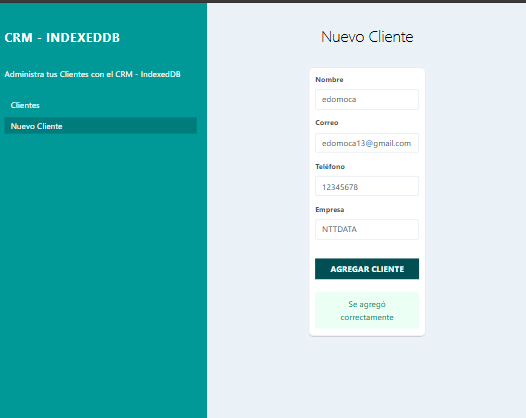 CRM - INDEXEDDB
Administra tus Clientes con el CRM - IndexedDB
Clientes
Nuevo Cliente
Nuevo Cliente
Nombre
edomoca
Correo
edomoca13@gmail.com
Teléfono
12345678
Empresa
NTTDATA
AGREGAR CLIENTE
Se agregó
correctamente